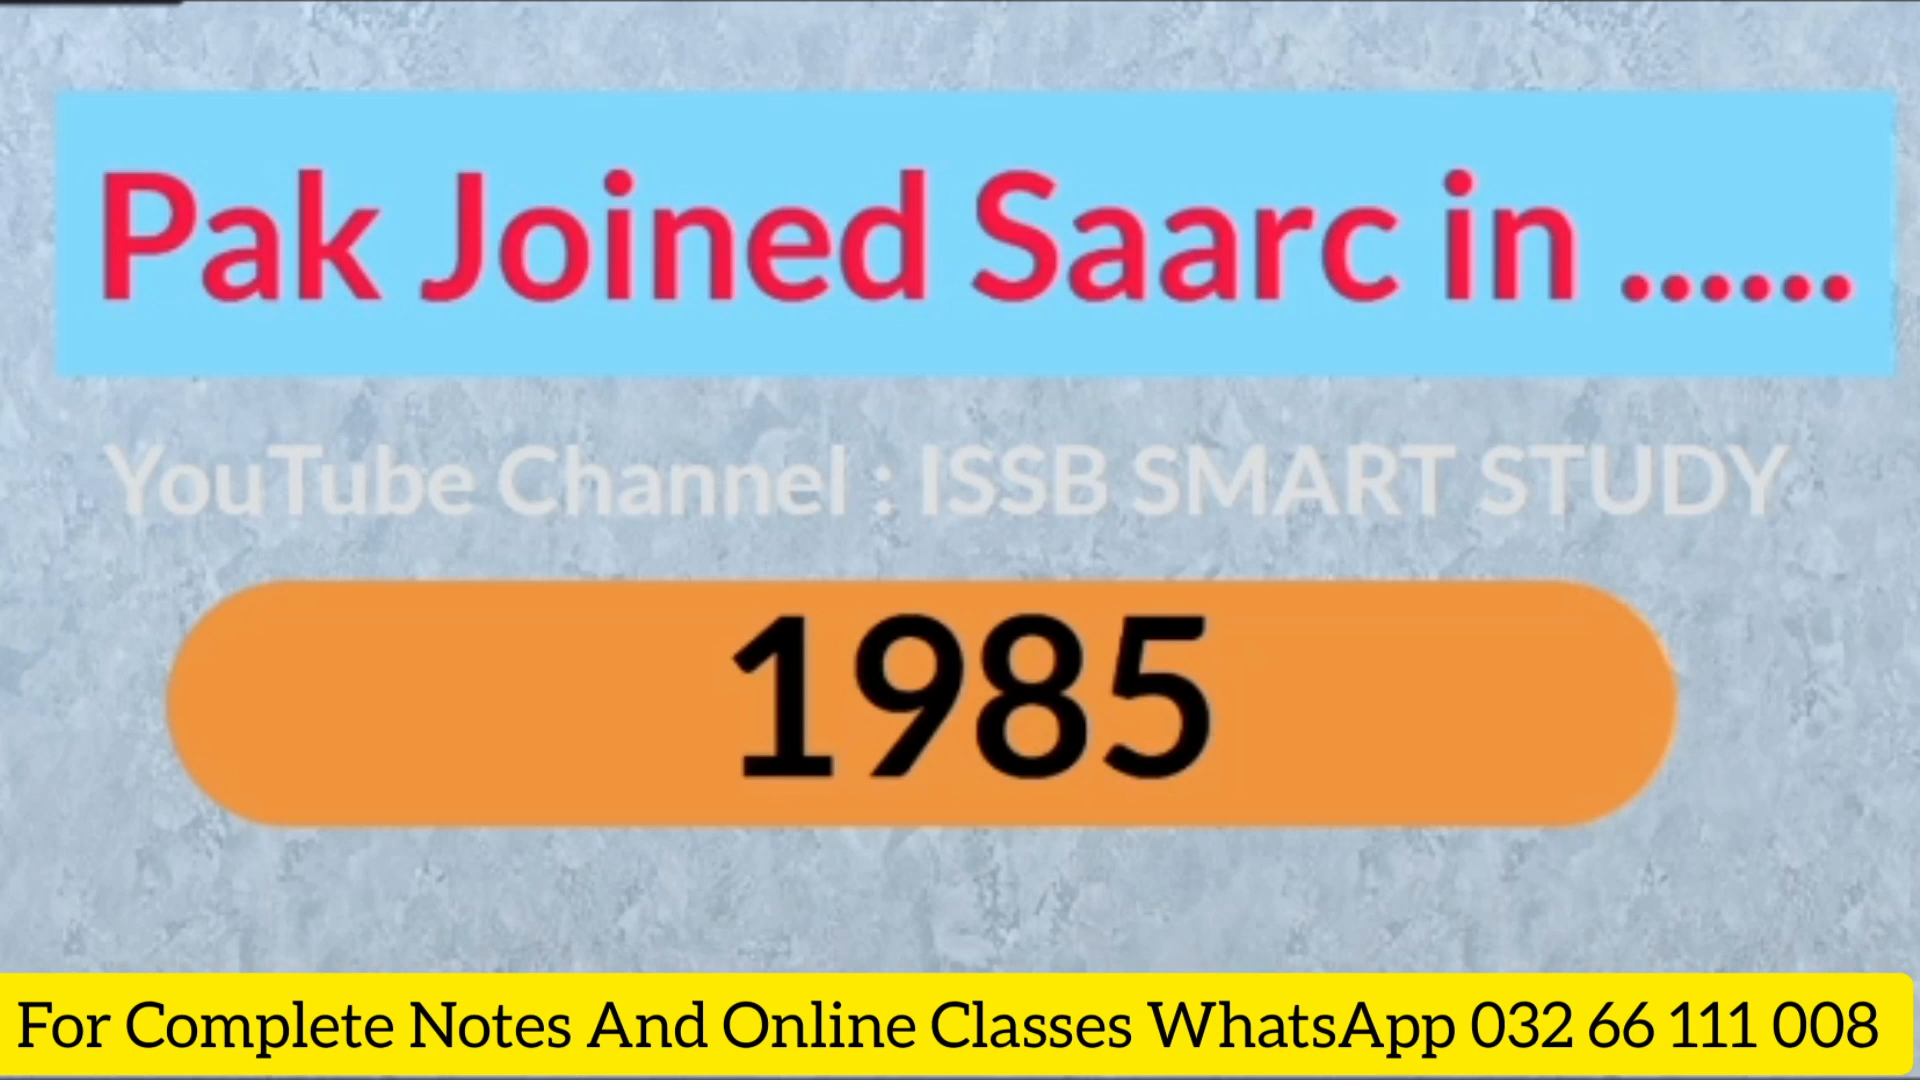 Pak Joined Saarc in ......
YouTube Channel : ISSB SMART STUDY
1985
For Complete Notes And Online Classes WhatsApp 032 66 111 008